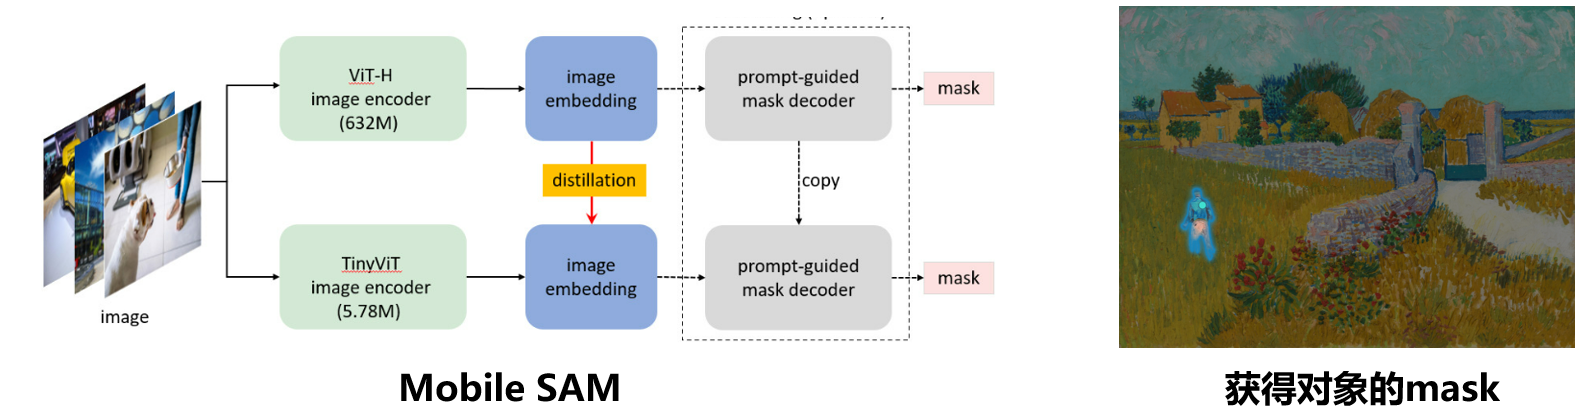 ViT-H
image encoder
(632M)
image
embedding
prompt-guided
mask decoder
mask
distillation
copy
TinyViT
image encoder
(5.78M)
image
embedding
prompt-guided
mask decoder
mask
image
Mobile SAM
获得对象的mask